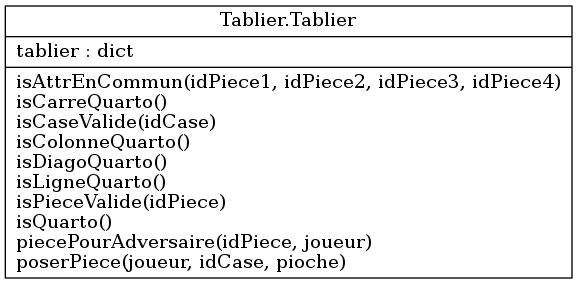 Tablier.Tablier
tablier : dict
isAttrEnCommun(idPiece1, idPiece2, idPiece3, idPiece4)
isCarreQuarto()
isCaseValide(idCase)
isColonneQuarto()
isDiagoQuarto()
isLigneQuarto()
isPieceValide(idPiece)
isQuarto()
piecePourAdversaire(idPiece, joueur)
poserPiece(joueur, idCase, pioche)